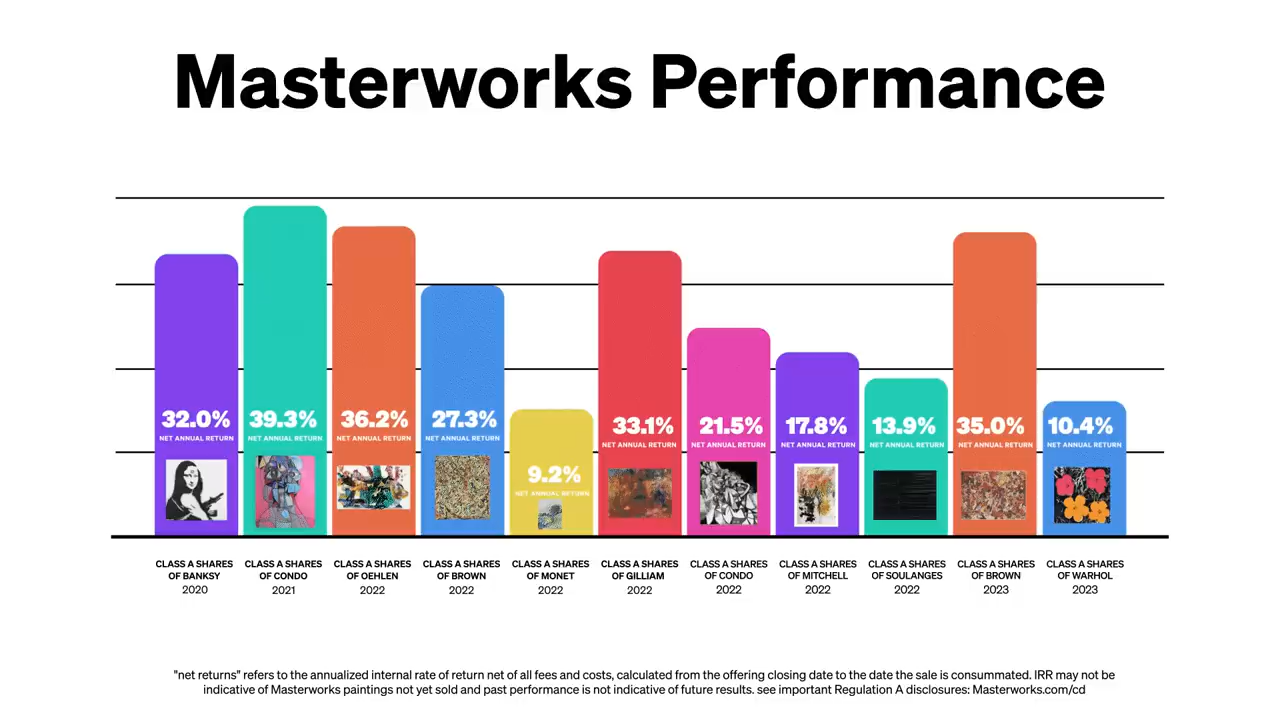 Masterworks Performance
32.0%
NET ANNUAL RETURN
39.3%
NET ANNUAL RETURN
36.2%
NET ANNUAL RETURN
27.3%
NET ANNUAL RETURN
9.2%
NET ANNUAL RETURN
33.1%
NET ANNUAL RETURN
21.5%
NET ANNUAL RETURN
17.8%
NET ANNUAL RETURN
13.9%
NET ANNUAL RETURN
35.0%
NET ANNUAL RETURN
10.4%
NET ANNUAL RETURN
CLASS A SHARES
OF BANKSY
2020
CLASS A SHARES
OF CONDO
2021
CLASS A SHARES
OF OEHLEN
2022
CLASS A SHARES
OF BROWN
2022
CLASS A SHARES
OF MONET
2022
CLASS A SHARES
OF GILLIAM
2022
CLASS A SHARES
OF CONDO
2022
CLASS A SHARES
OF MITCHELL
2022
CLASS A SHARES
OF SOULANGES
2022
CLASS A SHARES
OF BROWN
2023
CLASS A SHARES
OF WARHOL
2023
"net returns" refers to the annualized internal rate of return net of all fees and costs, calculated from the offering closing date to the date the sale is consummated. IRR may not be
indicative of Masterworks paintings not yet sold and past performance is not indicative of future results. see important Regulation A disclosures: Masterworks.com/cd